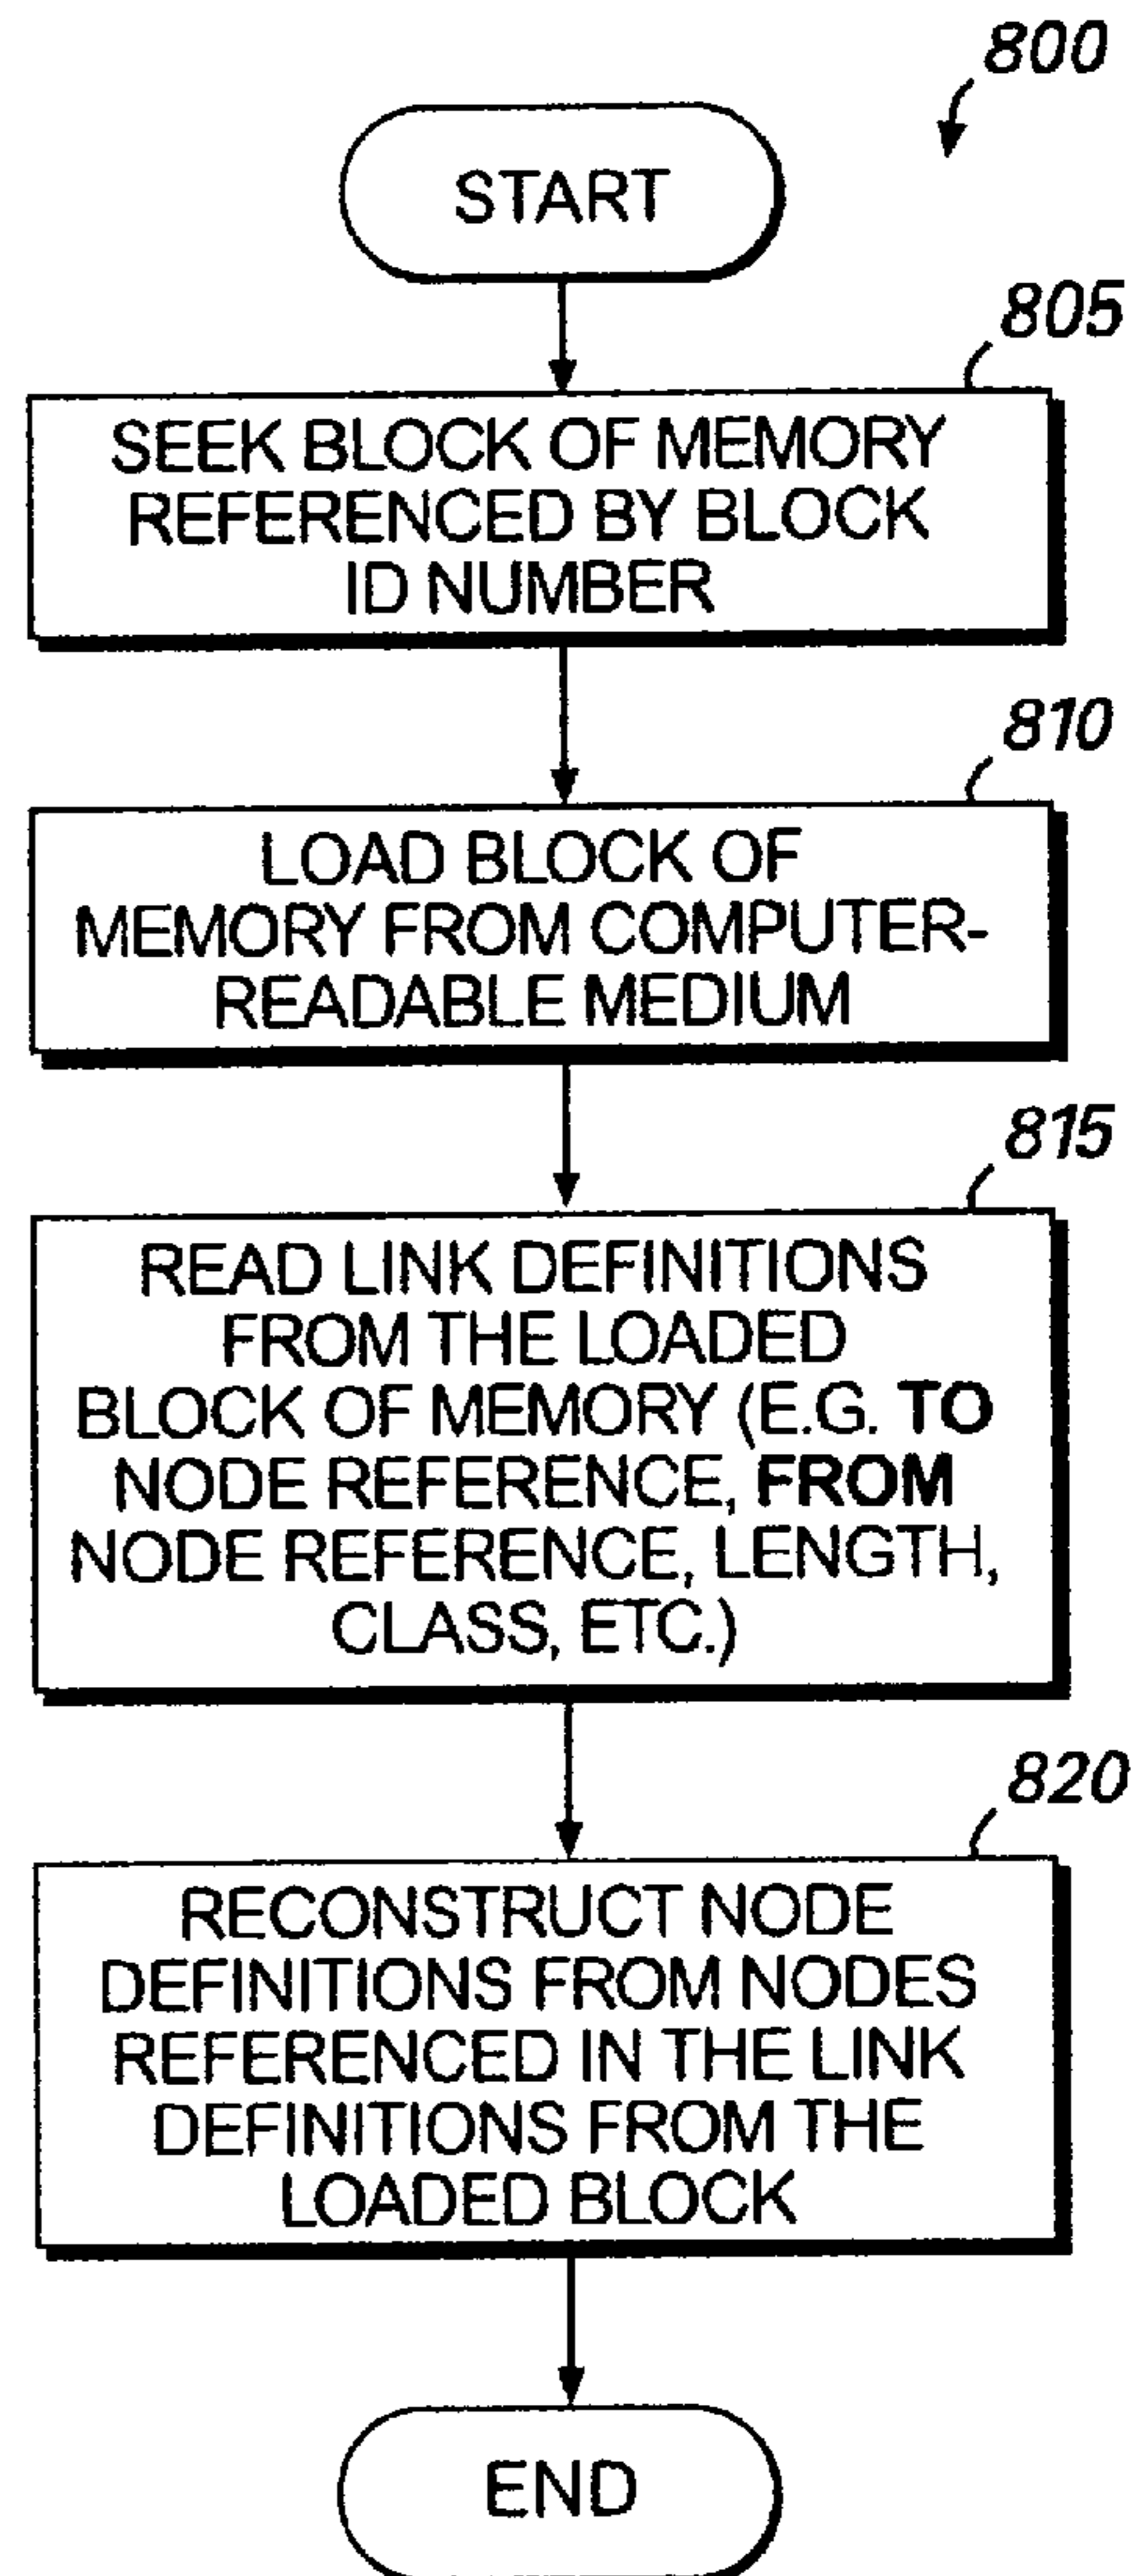 800
START
805
SEEK BLOCK OF MEMORY
REFERENCED BY BLOCK
ID NUMBER
810
LOAD BLOCK OF
MEMORY FROM COMPUTER-
READABLE MEDIUM
815
READ LINK DEFINITIONS
FROM THE LOADED
BLOCK OF MEMORY (E.G. TO
NODE REFERENCE, FROM
NODE REFERENCE, LENGTH,
CLASS, ETC.)
820
RECONSTRUCT NODE
DEFINITIONS FROM NODES
REFERENCED IN THE LINK
DEFINITIONS FROM THE
LOADED BLOCK
END